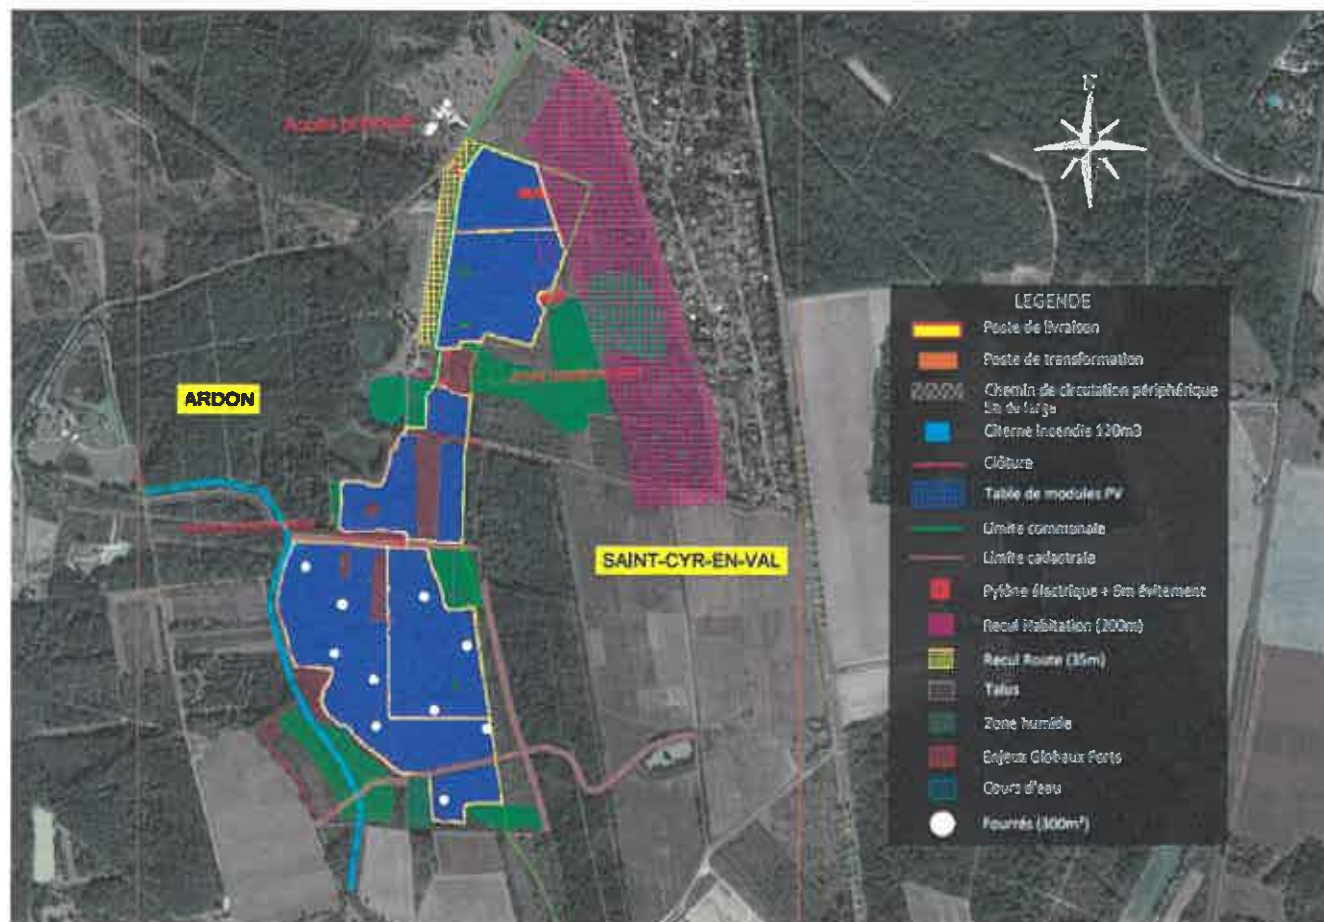 N
Accès principal
ARDON
SAINT-CYR-EN-VAL
LEGENDE
Poste de livraison
Poste de transformation
Chemin de circulation périphérique
5m de large
Citerne Incendie 120m3
Clôture
Table de modules PV
Limite communale
Limite cadastrale
Pylône électrique + 8m évitement
Recul Habitation (200m)
Recul Route (35m)
Talus
Zone humide
Enjeux Globaux Forts
Cours d'eau
Fourrés (300m²)